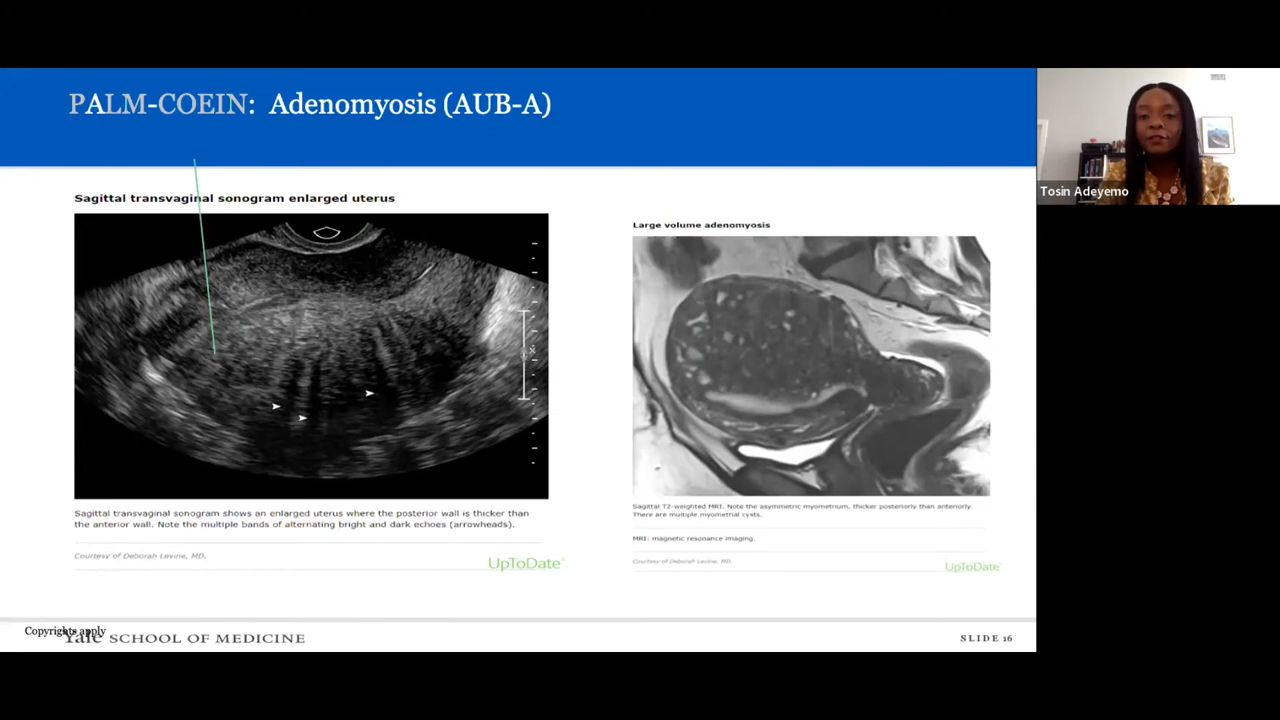 PALM-COEIN: Adenomyosis (AUB-A)
Sagittal transvaginal sonogram enlarged uterus
Sagittal transvaginal sonogram shows an enlarged uterus where the posterior wall is thicker than
the anterior wall. Note the multiple bands of alternating bright and dark echoes (arrowheads).
Courtesy of Deborah Levine, MD.
UpToDate®
Large volume adenomyosis
Sagittal T2-weighted MRI. Note the asymmetric myometrium, thicker posteriorly than anteriorly.
There are multiple myometrial cysts.
MRI: magnetic resonance imaging.
Courtesy of Deborah Levine, MD.
UpToDate®
Tosin Adeyemo
Copyrights apply
Yale SCHOOL OF MEDICINE
SLIDE 16